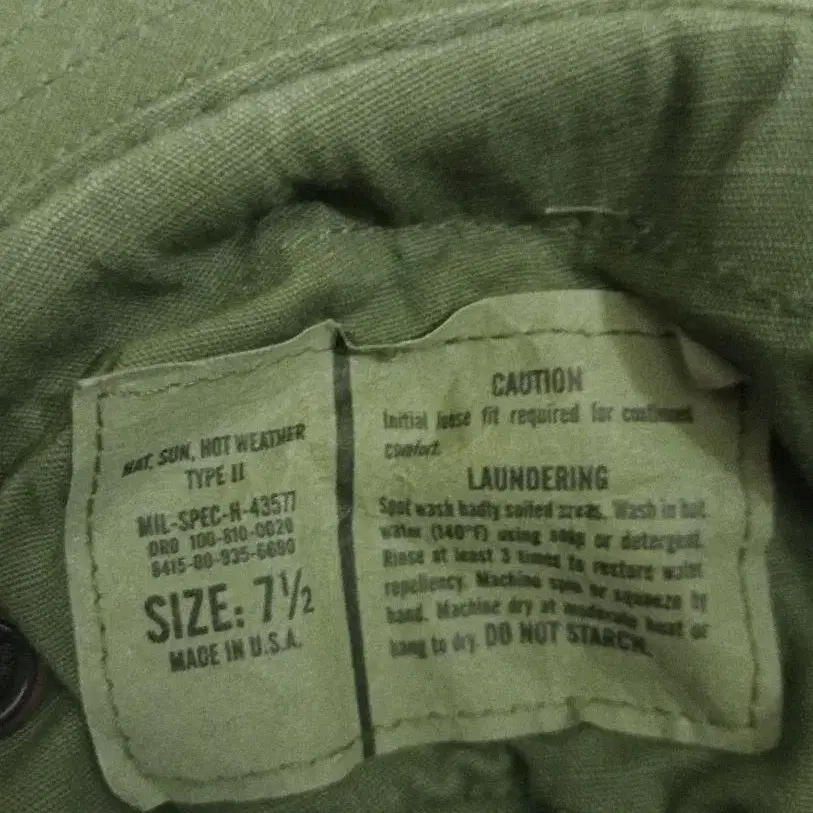 HAT, SUN, HOT WEATHER
TYPE II
MIL-SPEC-H-43577
DRO 100-810-0020
8415-00-935-6600
SIZE: 7½
MADE IN U.S.A.
CAUTION
Initial loose fit required for continued
comfort.
LAUNDERING
Spot wash badly soiled areas. Wash in hot
water (140°F) using soap or detergent.
Rinse at least 3 times to restore water
repellency. Machine spin or squeeze by
hand. Machine dry at moderate heat or
hang to dry. DO NOT STARCH.